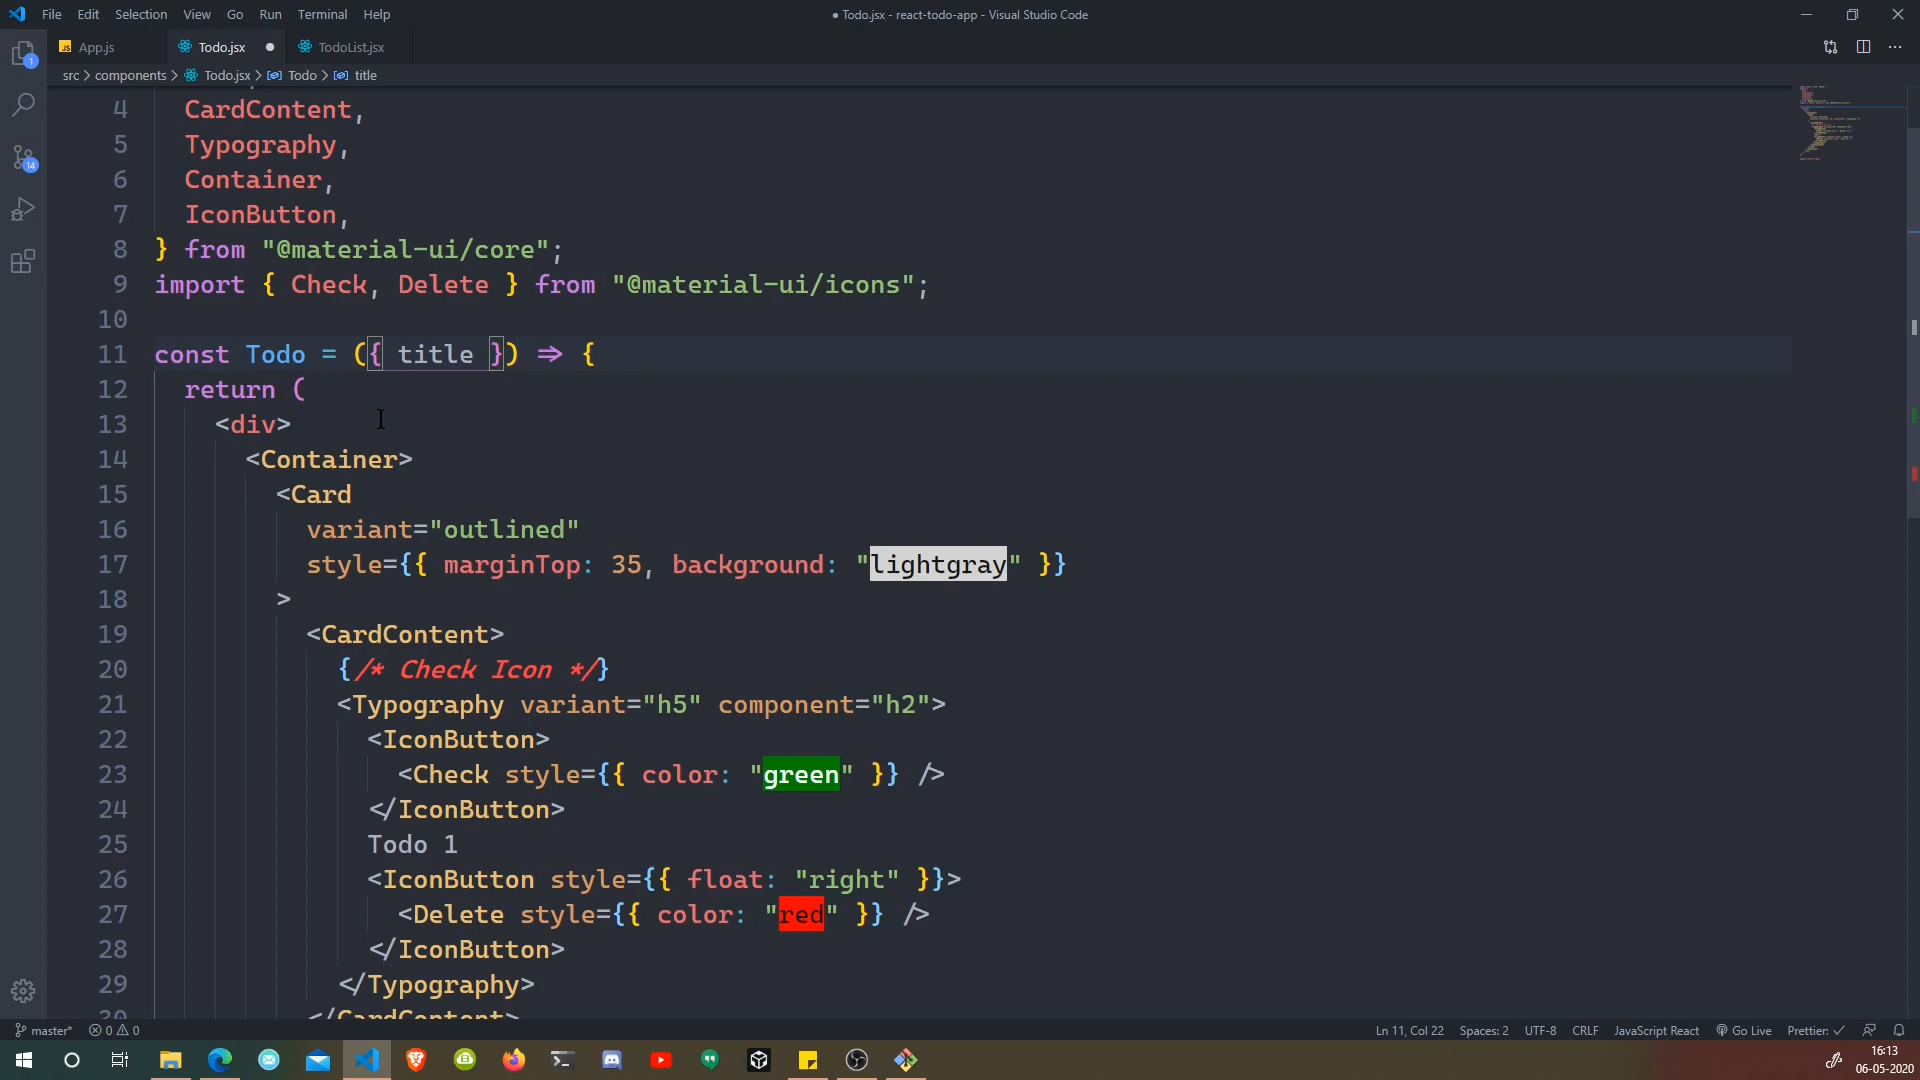 File Edit Selection View Go Run Terminal Help
● Todo.jsx - react-todo-app - Visual Studio Code
JS App.js Todo.jsx ● TodoList.jsx
1
src > components > Todo.jsx > Todo > title
14
4 CardContent,
5 Typography,
6 Container,
7 IconButton,
8 } from "@material-ui/core";
9 import { Check, Delete } from "@material-ui/icons";
10
11 const Todo = ({ title }) => {
12 return (
13 <div>
14 <Container>
15 <Card
16 variant="outlined"
17 style={{ marginTop: 35, background: "lightgray" }}
18 >
19 <CardContent>
20 {/* Check Icon */}
21 <Typography variant="h5" component="h2">
22 <IconButton>
23 <Check style={{ color: "green" }} />
24 </IconButton>
25 Todo 1
26 <IconButton style={{ float: "right" }}>
27 <Delete style={{ color: "red" }} />
28 </IconButton>
29 </Typography>
30 </CardContent>
master* 0 0 Ln 11, Col 22 Spaces: 2 UTF-8 CRLF JavaScript React Go Live Prettier: ✓
16:13
06-05-2020